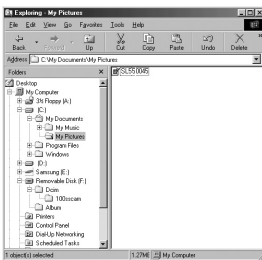 Exploring - My Pictures
File Edit View Go Favorites Tools Help
Back Forward Up Cut Copy Paste Undo Delete
Address C:\My Documents\My Pictures
Folders
SL550045
Desktop
My Computer
3½ Floppy (A:)
(C:)
My Documents
My Music
My Pictures
Program Files
Windows
(D:)
Samsung (E:)
Removable Disk (F:)
Dcim
100sscam
Album
Printers
Control Panel
Dial-Up Networking
Scheduled Tasks
1 object(s) selected 1.27ME My Computer